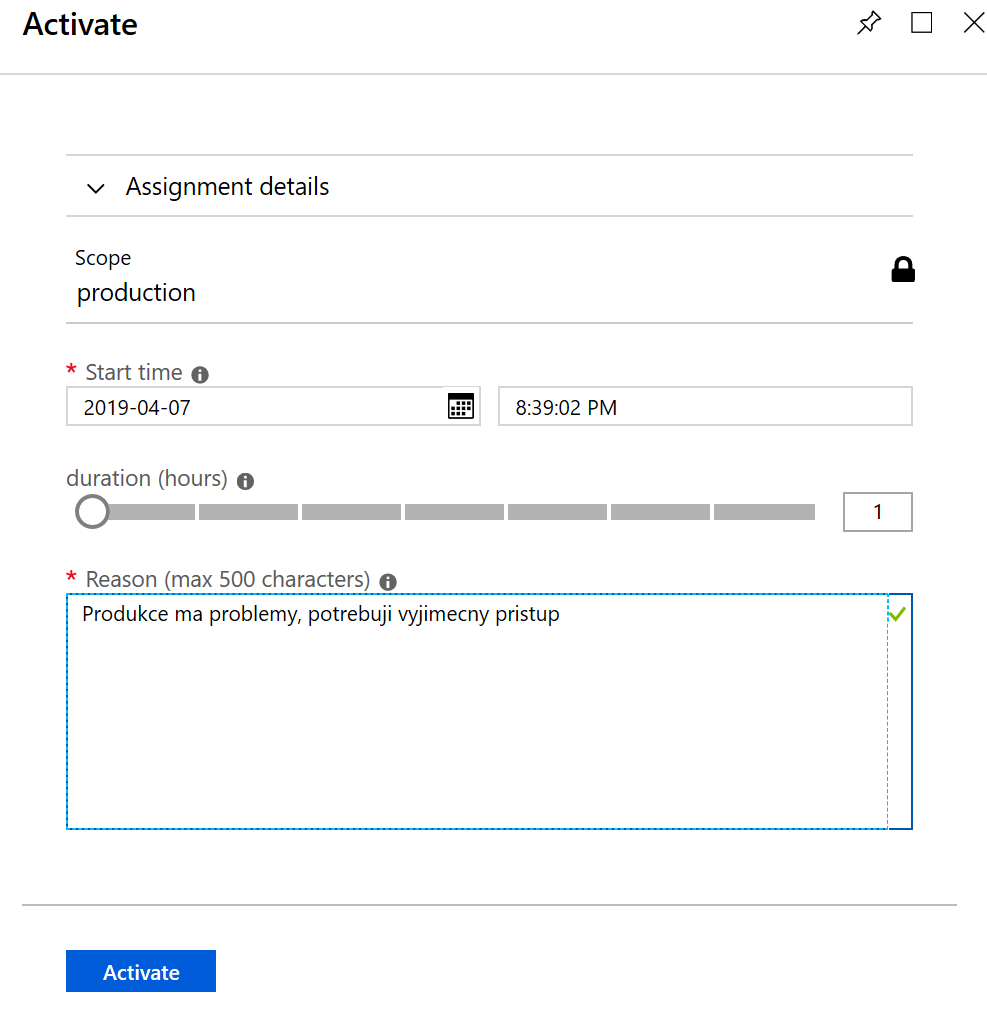 Activate
Assignment details
Scope
production
* Start time
2019-04-07
8:39:02 PM
duration (hours)
1
* Reason (max 500 characters)
Produkce ma problemy, potrebuji vyjimecny pristup
Activate